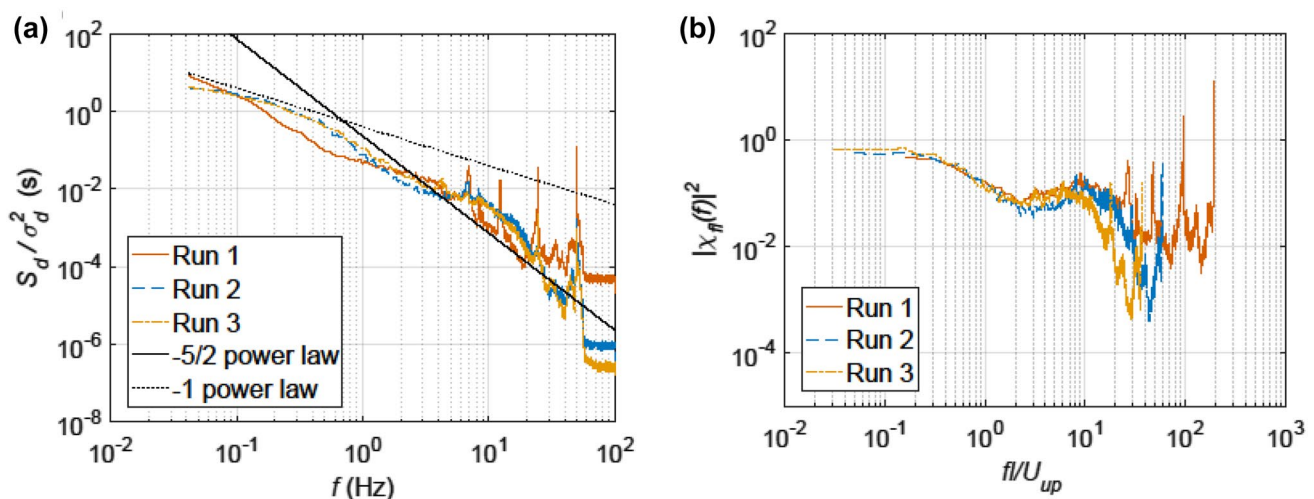 (a)
10^2
10^0
10^-2
10^-4
10^-6
10^-8
S_d / σ_d^2 (s)
Run 1
Run 2
Run 3
-5/2 power law
-1 power law
10^-2 10^-1 10^0 10^1 10^2
f (Hz)
(b)
10^2
10^0
10^-2
10^-4
|χ_fl(f)|^2
Run 1
Run 2
Run 3
10^-2 10^-1 10^0 10^1 10^2 10^3
fl/U_up